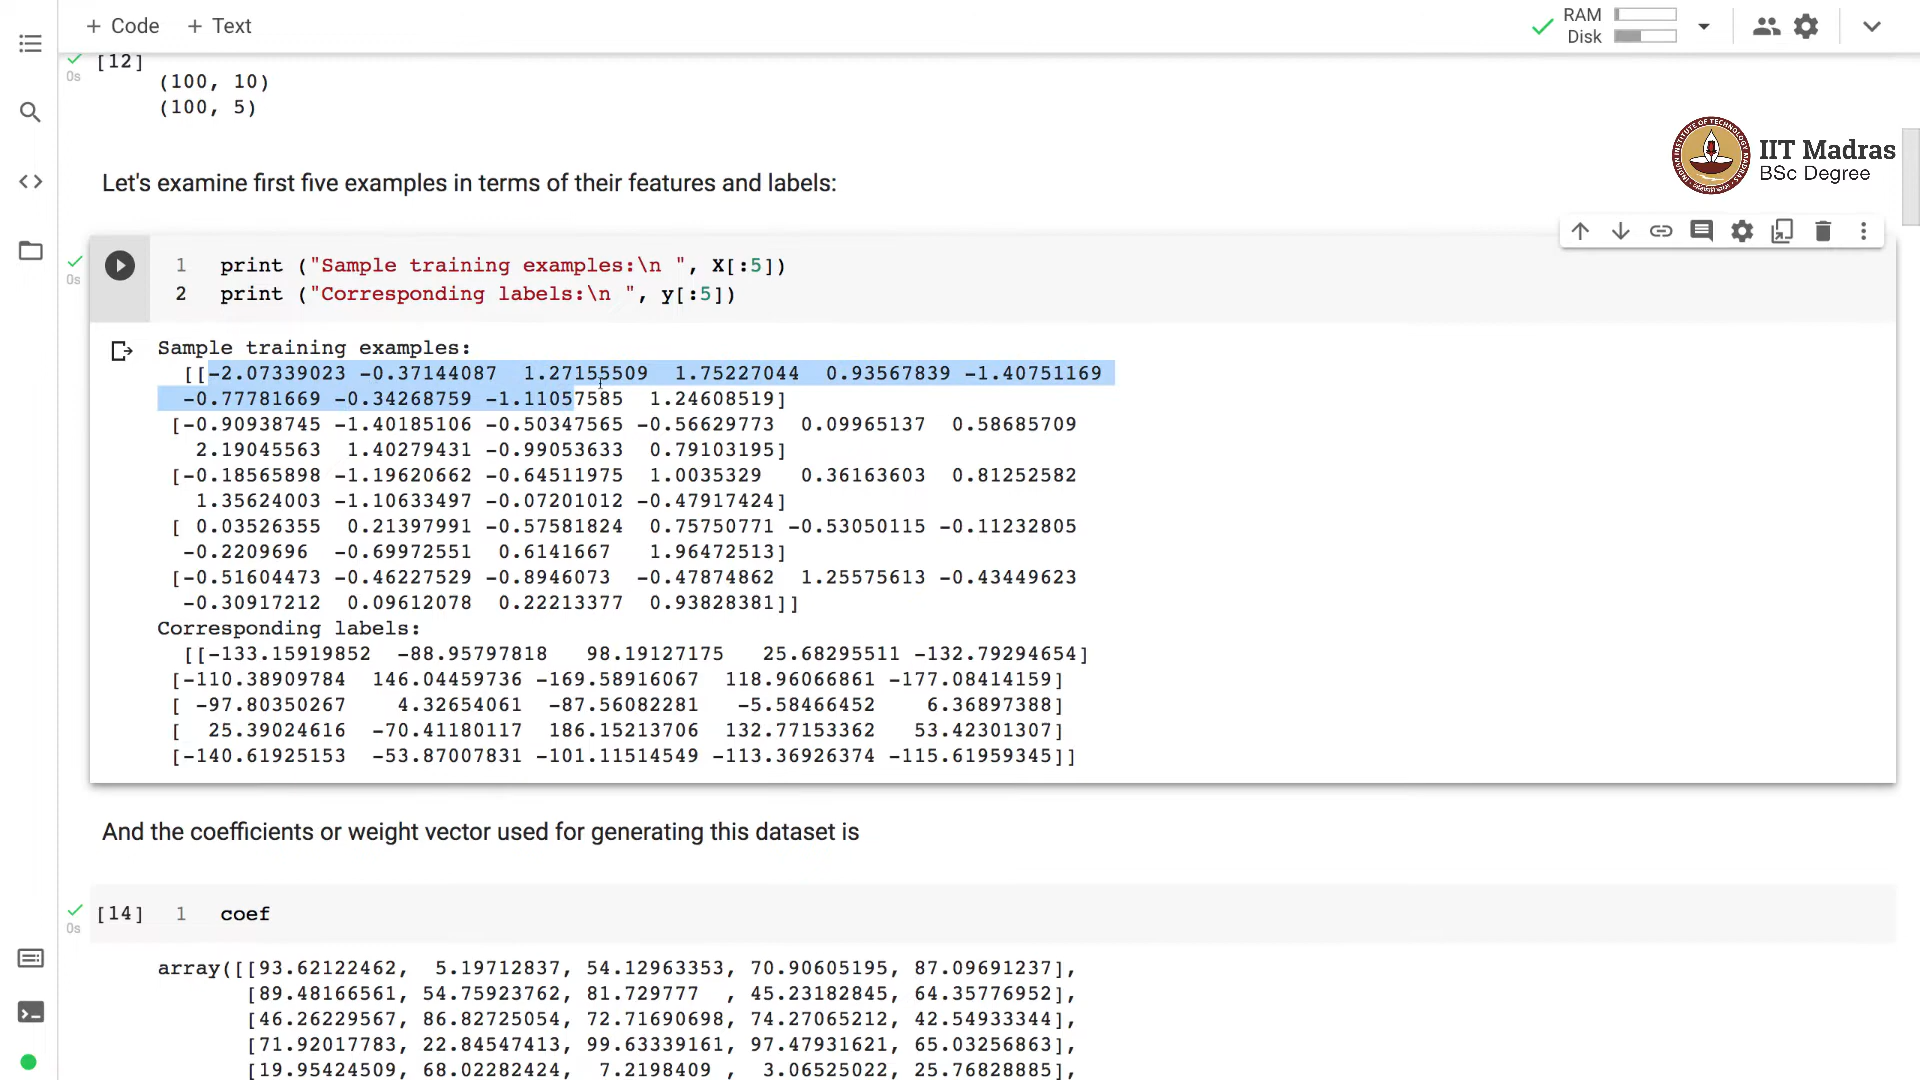 + Code + Text
RAM
Disk
[12]
0s
(100, 10)
(100, 5)
IIT Madras
BSc Degree
Let's examine first five examples in terms of their features and labels:
0s
1 print ("Sample training examples:\n ", X[:5])
2 print ("Corresponding labels:\n ", y[:5])
Sample training examples:
[[-2.07339023 -0.37144087 1.27155509 1.75227044 0.93567839 -1.40751169
-0.77781669 -0.34268759 -1.11057585 1.24608519]
[-0.90938745 -1.40185106 -0.50347565 -0.56629773 0.09965137 0.58685709
2.19045563 1.40279431 -0.99053633 0.79103195]
[-0.18565898 -1.19620662 -0.64511975 1.0035329 0.36163603 0.81252582
1.35624003 -1.10633497 -0.07201012 -0.47917424]
[ 0.03526355 0.21397991 -0.57581824 0.75750771 -0.53050115 -0.11232805
-0.2209696 -0.69972551 0.6141667 1.96472513]
[-0.51604473 -0.46227529 -0.8946073 -0.47874862 1.25575613 -0.43449623
-0.30917212 0.09612078 0.22213377 0.93828381]]
Corresponding labels:
[[-133.15919852 -88.95797818 98.19127175 25.68295511 -132.79294654]
[-110.38909784 146.04459736 -169.58916067 118.96066861 -177.08414159]
[ -97.80350267 4.32654061 -87.56082281 -5.58466452 6.36897388]
[ 25.39024616 -70.41180117 186.15213706 132.77153362 53.42301307]
[-140.61925153 -53.87007831 -101.11514549 -113.36926374 -115.61959345]]
And the coefficients or weight vector used for generating this dataset is
[14] 1 coef
0s
array([[93.62122462, 5.19712837, 54.12963353, 70.90605195, 87.09691237],
[89.48166561, 54.75923762, 81.729777 , 45.23182845, 64.35776952],
[46.26229567, 86.82725054, 72.71690698, 74.27065212, 42.54933344],
[71.92017783, 22.84547413, 99.63339161, 97.47931621, 65.03256863],
[19.95424509, 68.02282424, 7.2198409 , 3.06525022, 25.76828885],